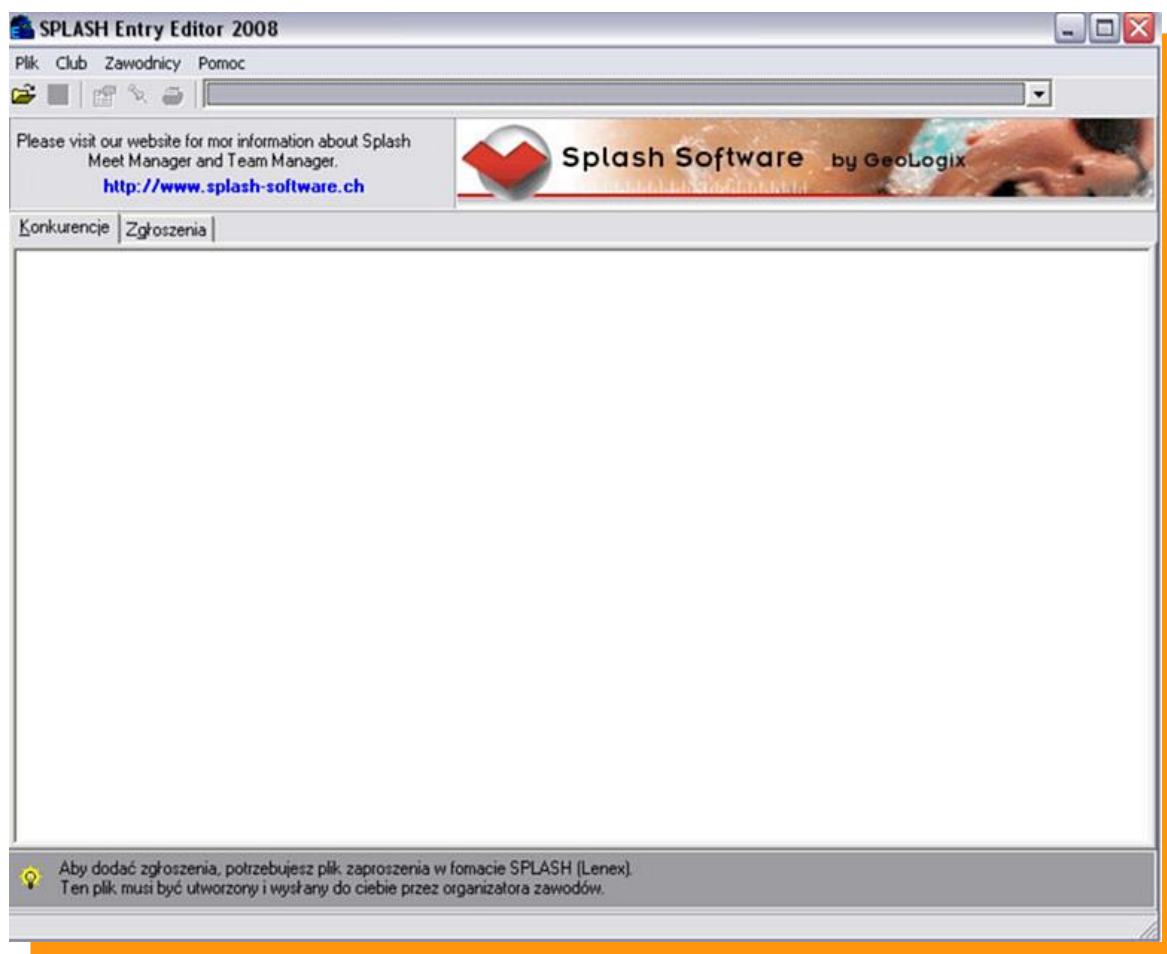 SPLASH Entry Editor 2008
Plik Club Zawodnicy Pomoc
Please visit our website for mor information about Splash
Meet Manager and Team Manager.
http://www.splash-software.ch
Splash Software by GeoLogix
Konkurencje Zgłoszenia
Aby dodać zgłoszenia, potrzebujesz plik zaproszenia w fomacie SPLASH (Lenex).
Ten plik musi być utworzony i wysłany do ciebie przez organizatora zawodów.